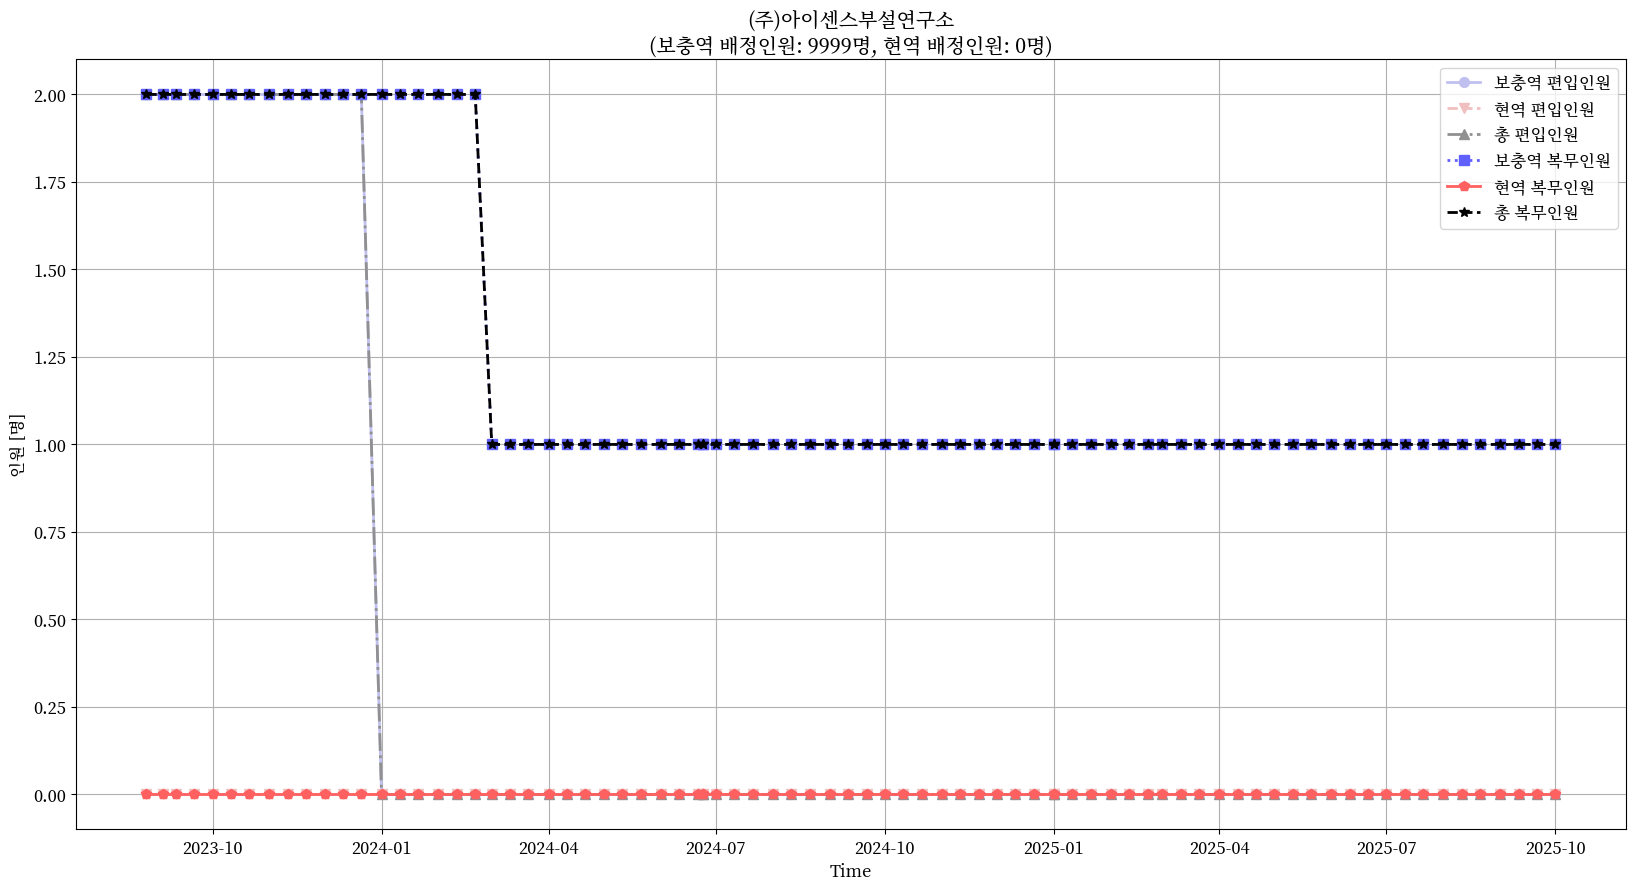 (주)아이센스부설연구소
(보충역 배정인원: 9999명, 현역 배정인원: 0명)
보충역 편입인원
현역 편입인원
총 편입인원
보충역 복무인원
현역 복무인원
총 복무인원
인원 [명]
2.00
1.75
1.50
1.25
1.00
0.75
0.50
0.25
0.00
2023-10 2024-01 2024-04 2024-07 2024-10 2025-01 2025-04 2025-07 2025-10
Time